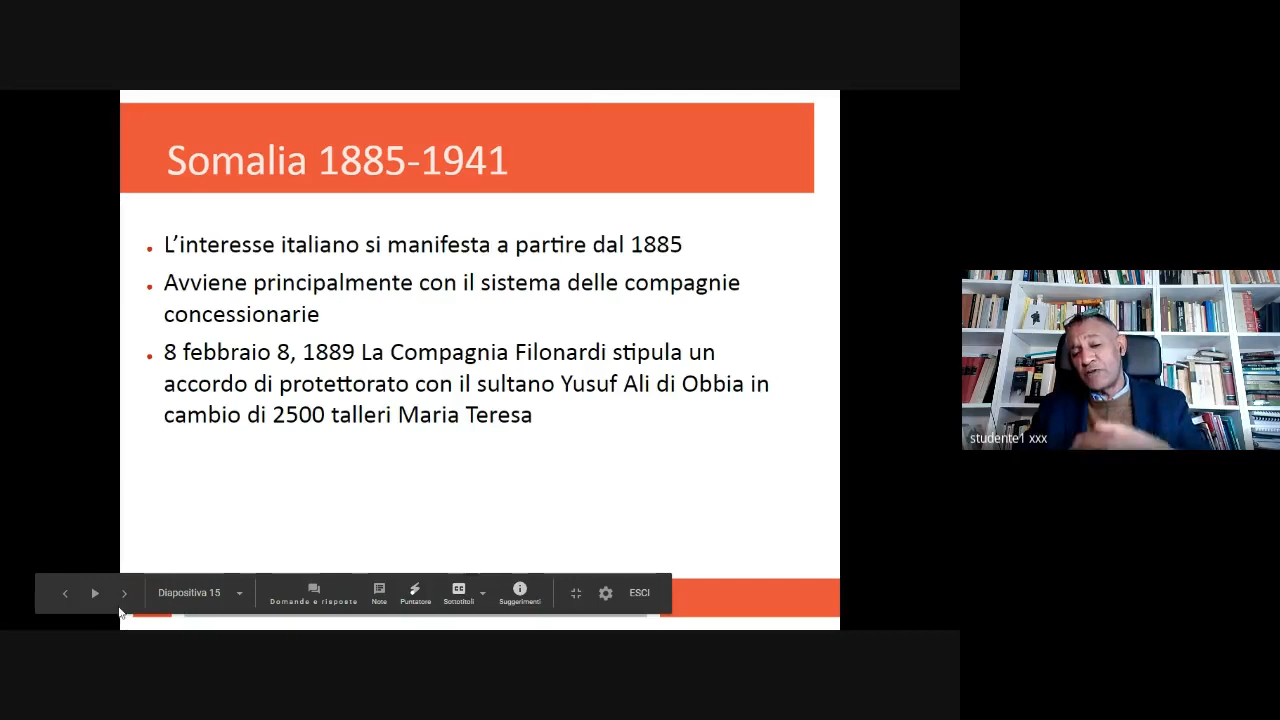 Somalia 1885-1941
L’interesse italiano si manifesta a partire dal 1885
Avviene principalmente con il sistema delle compagnie
concessionarie
8 febbraio 8, 1889 La Compagnia Filonardi stipula un
accordo di protettorato con il sultano Yusuf Ali di Obbia in
cambio di 2500 talleri Maria Teresa
studente1 xxx
Diapositiva 15
Domande e risposte
Note
Puntatore
Sottotitoli
Suggerimenti
ESCI